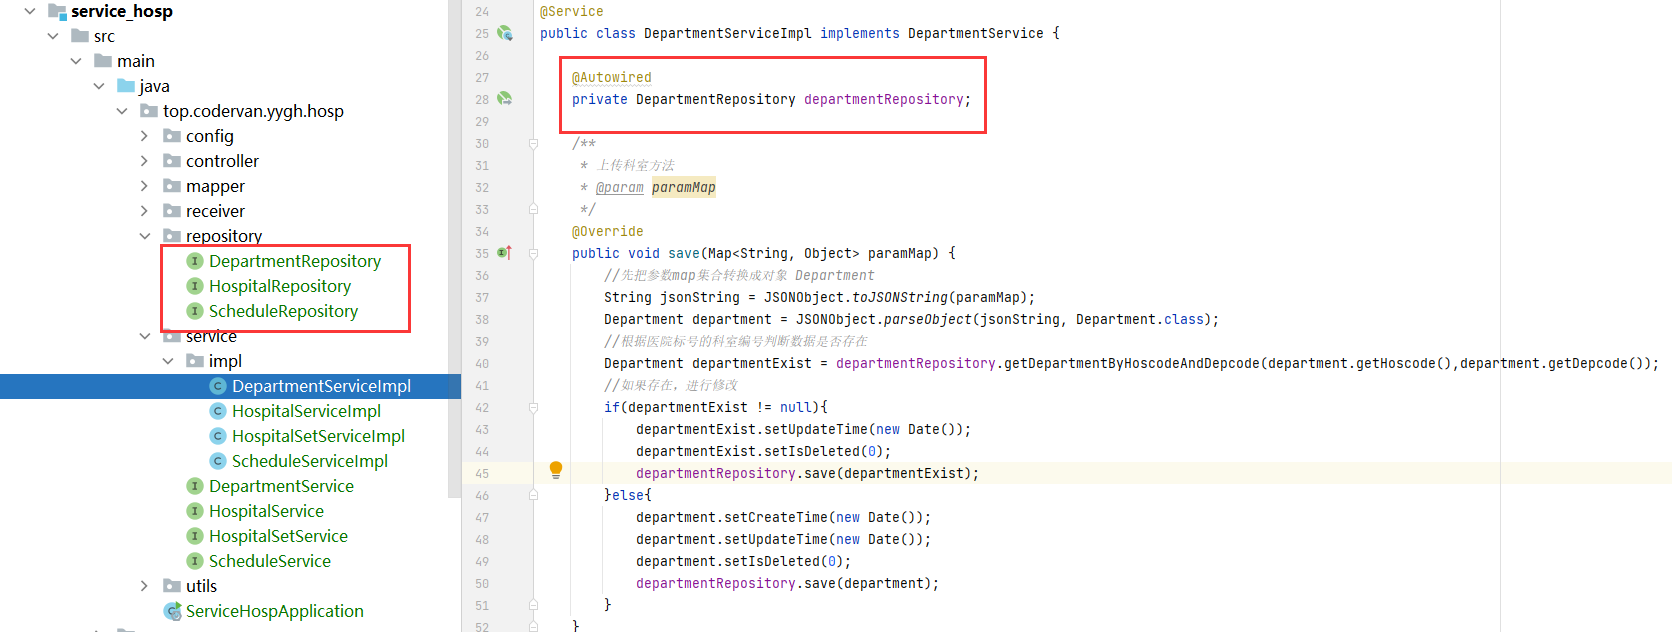 service_hosp
src
main
java
top.codervan.yygh.hosp
config
controller
mapper
receiver
repository
DepartmentRepository
HospitalRepository
ScheduleRepository
service
impl
DepartmentServiceImpl
HospitalServiceImpl
HospitalSetServiceImpl
ScheduleServiceImpl
DepartmentService
HospitalService
HospitalSetService
ScheduleService
utils
ServiceHospApplication
24 @Service
25 public class DepartmentServiceImpl implements DepartmentService {
26
27 @Autowired
28 private DepartmentRepository departmentRepository;
29
30 /**
31 * 上传科室方法
32 * @param paramMap
33 */
34 @Override
35 public void save(Map<String, Object> paramMap) {
36 //先把参数map集合转换成对象 Department
37 String jsonString = JSONObject.toJSONString(paramMap);
38 Department department = JSONObject.parseObject(jsonString, Department.class);
39 //根据医院标号的科室编号判断数据是否存在
40 Department departmentExist = departmentRepository.getDepartmentByHoscodeAndDepcode(department.getHoscode(),department.getDepcode());
41 //如果存在，进行修改
42 if(departmentExist != null){
43 departmentExist.setUpdateTime(new Date());
44 departmentExist.setIsDeleted(0);
45 departmentRepository.save(departmentExist);
46 }else{
47 department.setCreateTime(new Date());
48 department.setUpdateTime(new Date());
49 department.setIsDeleted(0);
50 departmentRepository.save(department);
51 }
52 }